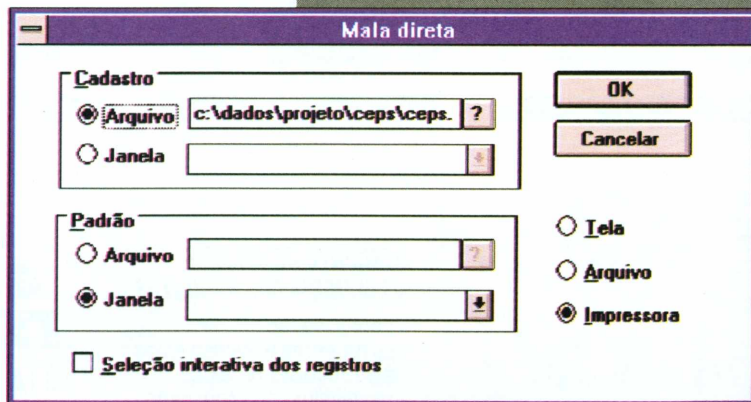 Mala direta
Cadastro
Arquivo c:\dados\projeto\ceps\ceps. ?
Janela
OK
Cancelar
Padrão
Arquivo ?
Janela
Tela
Arquivo
Impressora
Seleção interativa dos registros